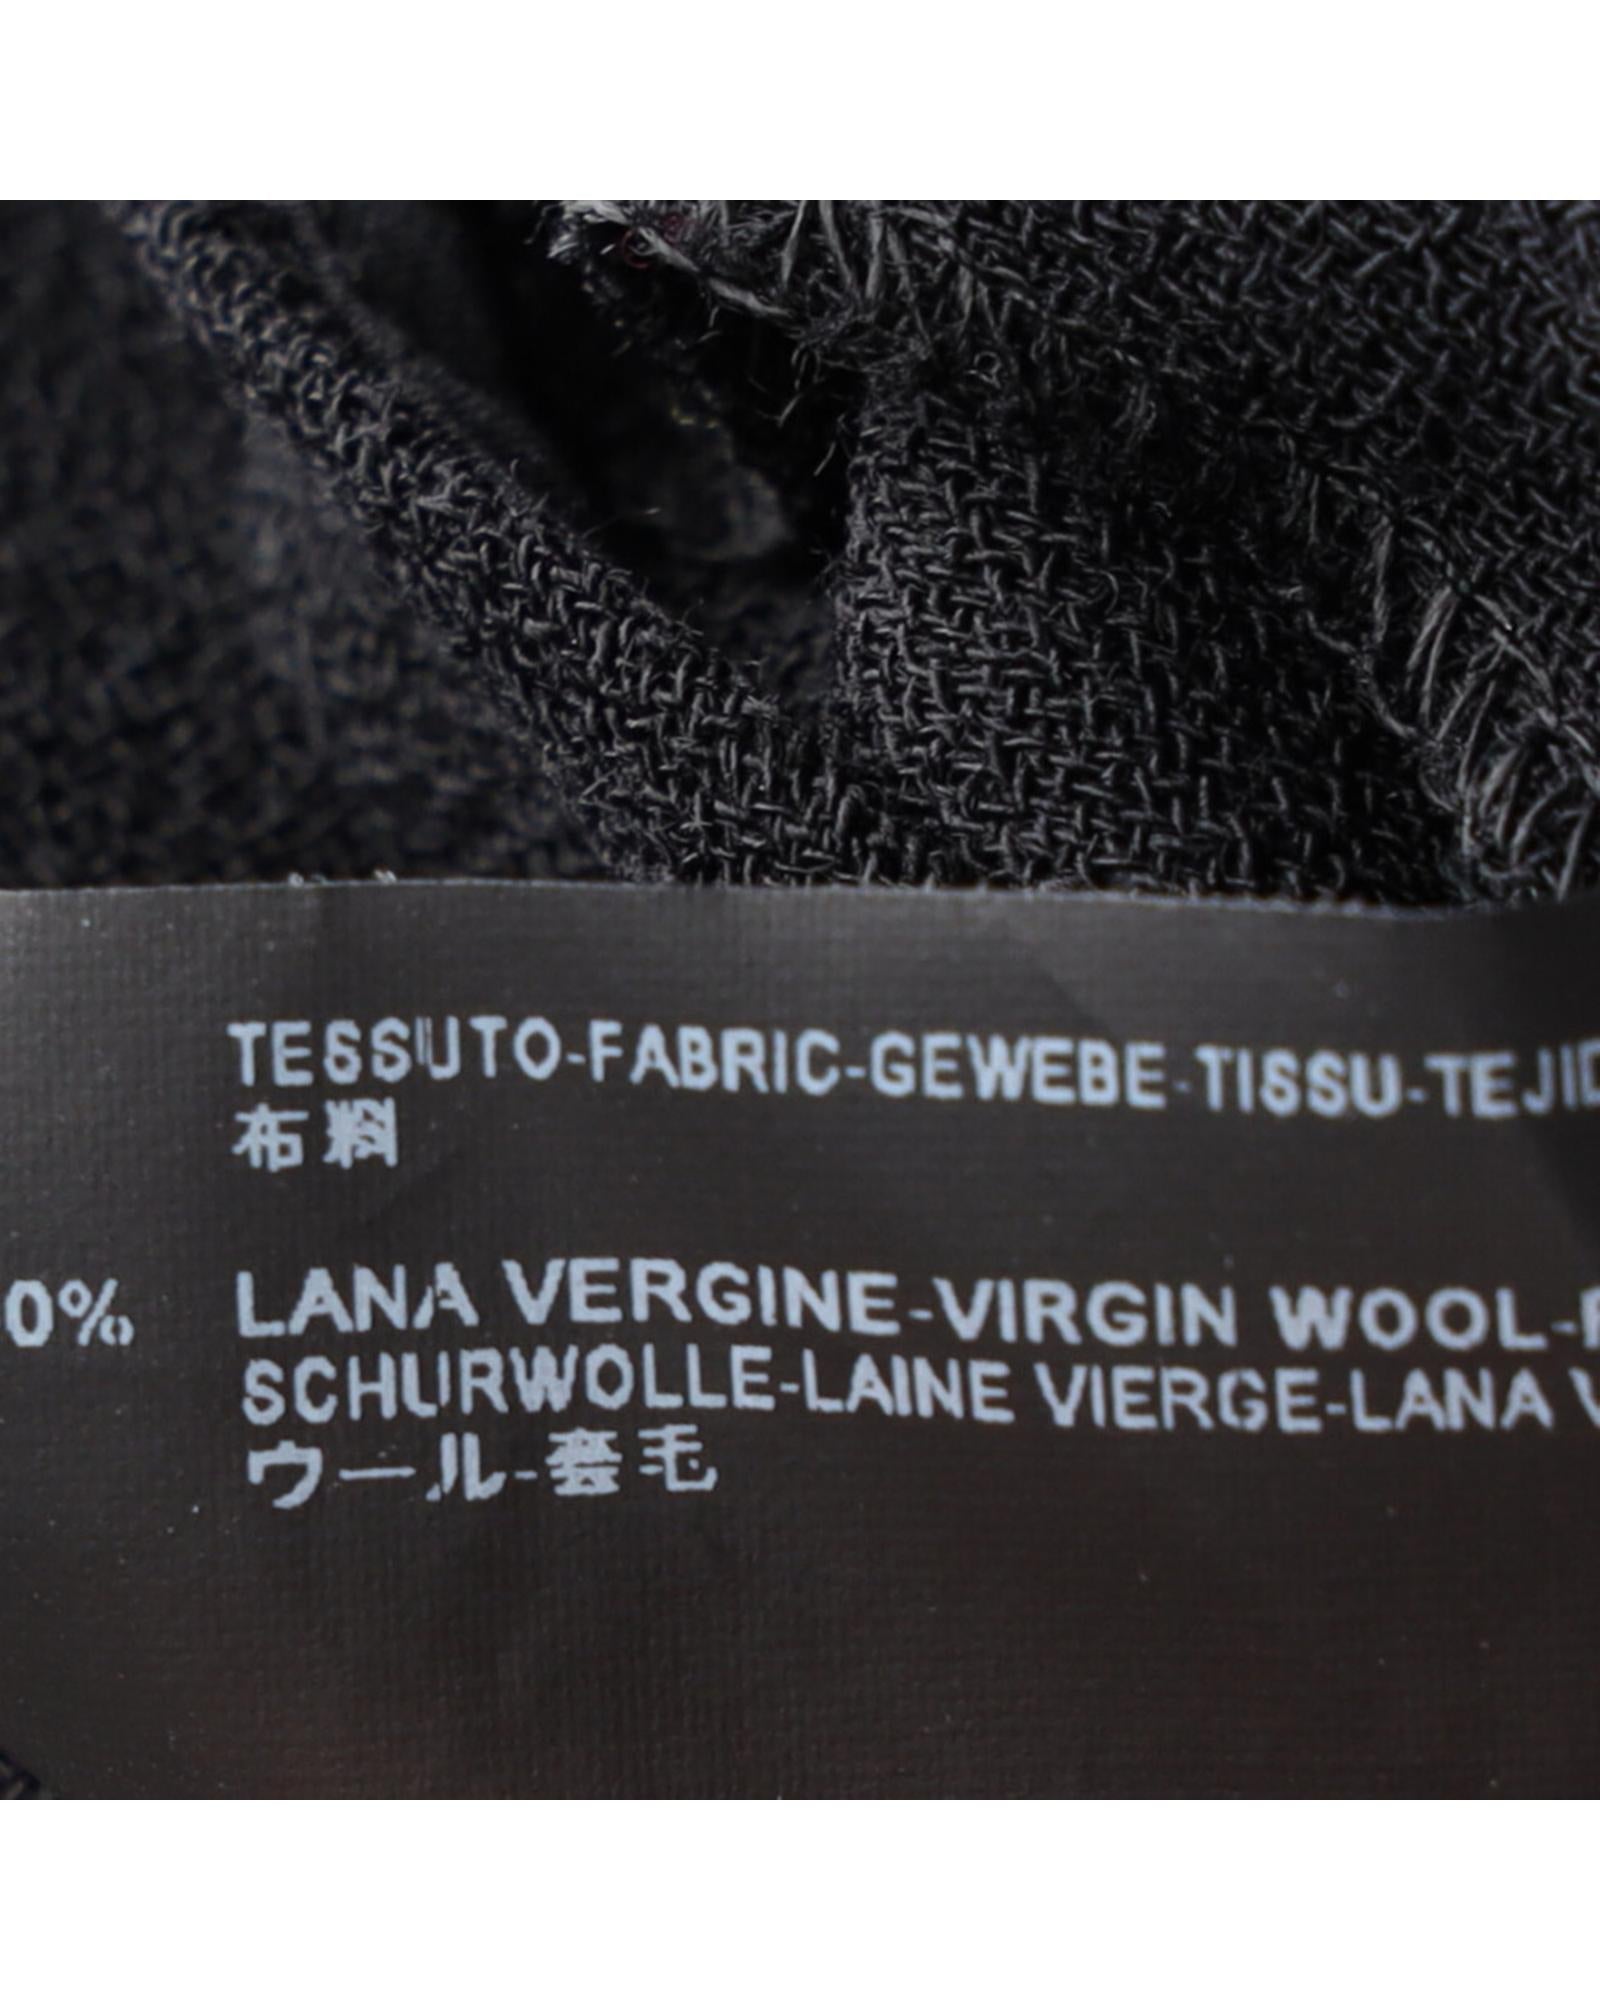 TESSUTO-FABRIC-GEWEBE-TISSU-TEJID
布料
0% LANA VERGINE-VIRGIN WOOL-
SCHURWOLLE-LAINE VIERGE-LANA V
ウール-套毛